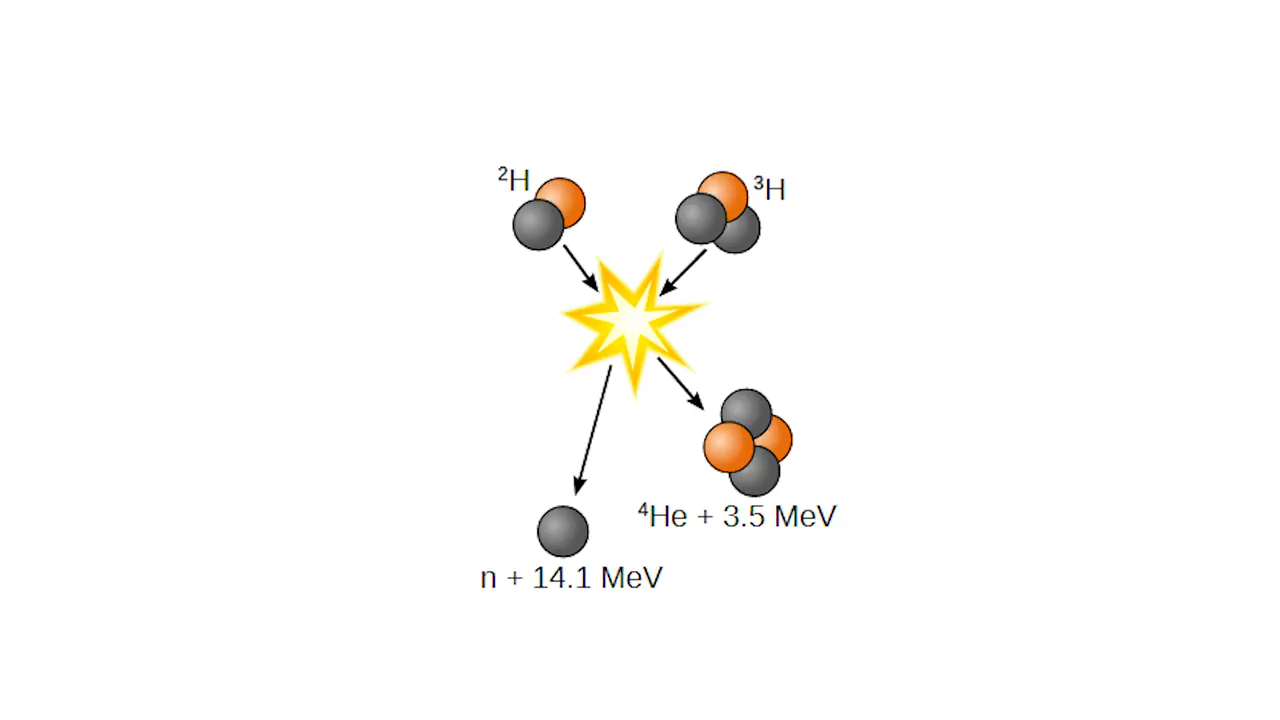 ²H
³H
⁴He + 3.5 MeV
n + 14.1 MeV